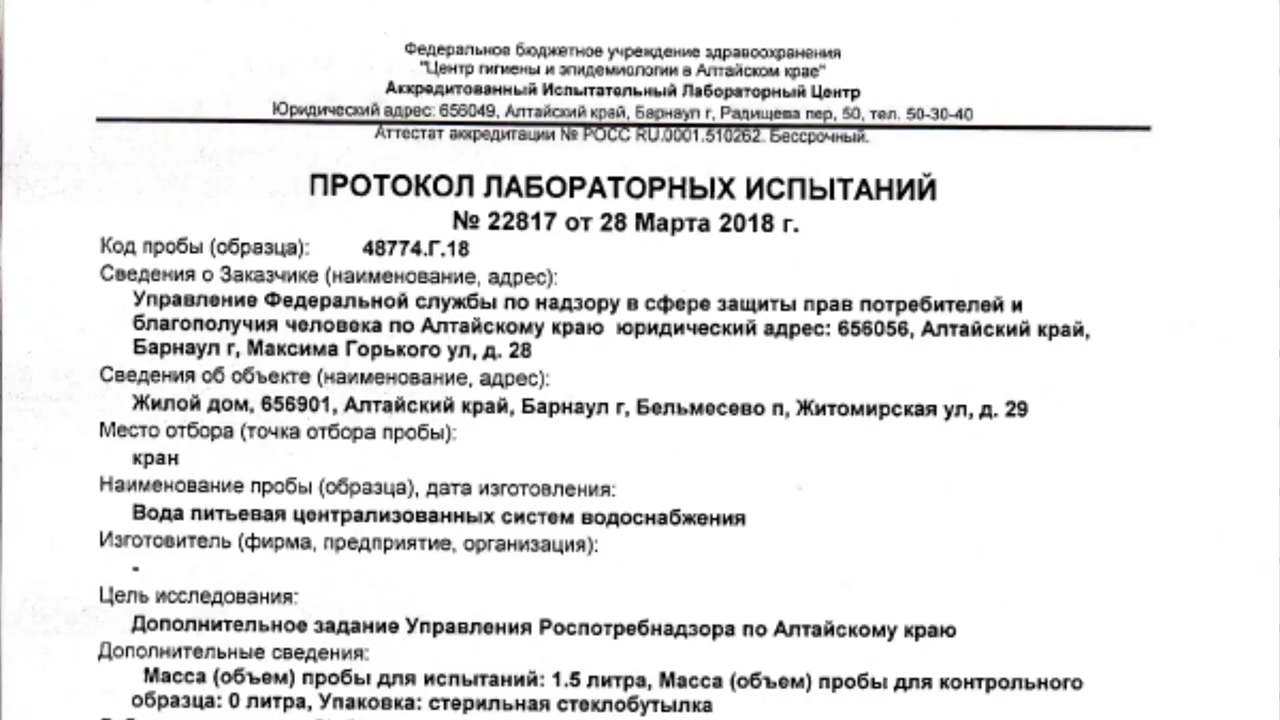 Федеральное бюджетное учреждение здравоохранения
"Центр гигиены и эпидемиологии в Алтайском крае"
Аккредитованный Испытательный Лабораторный Центр
Юридический адрес: 656049, Алтайский край, Барнаул г, Радищева пер, 50, тел. 50-30-40
Аттестат аккредитации № РОСС RU.0001.510262. Бессрочный.
ПРОТОКОЛ ЛАБОРАТОРНЫХ ИСПЫТАНИЙ
№ 22817 от 28 Марта 2018 г.
Код пробы (образца): 48774.Г.18
Сведения о Заказчике (наименование, адрес):
Управление Федеральной службы по надзору в сфере защиты прав потребителей и
благополучия человека по Алтайскому краю юридический адрес: 656056, Алтайский край,
Барнаул г, Максима Горького ул, д. 28
Сведения об объекте (наименование, адрес):
Жилой дом, 656901, Алтайский край, Барнаул г, Бельмесево п, Житомирская ул, д. 29
Место отбора (точка отбора пробы):
кран
Наименование пробы (образца), дата изготовления:
Вода питьевая централизованных систем водоснабжения
Изготовитель (фирма, предприятие, организация):
-
Цель исследования:
Дополнительное задание Управления Роспотребнадзора по Алтайскому краю
Дополнительные сведения:
Масса (объем) пробы для испытаний: 1.5 литра, Масса (объем) пробы для контрольного
образца: 0 литра, Упаковка: стерильная стеклобутылка